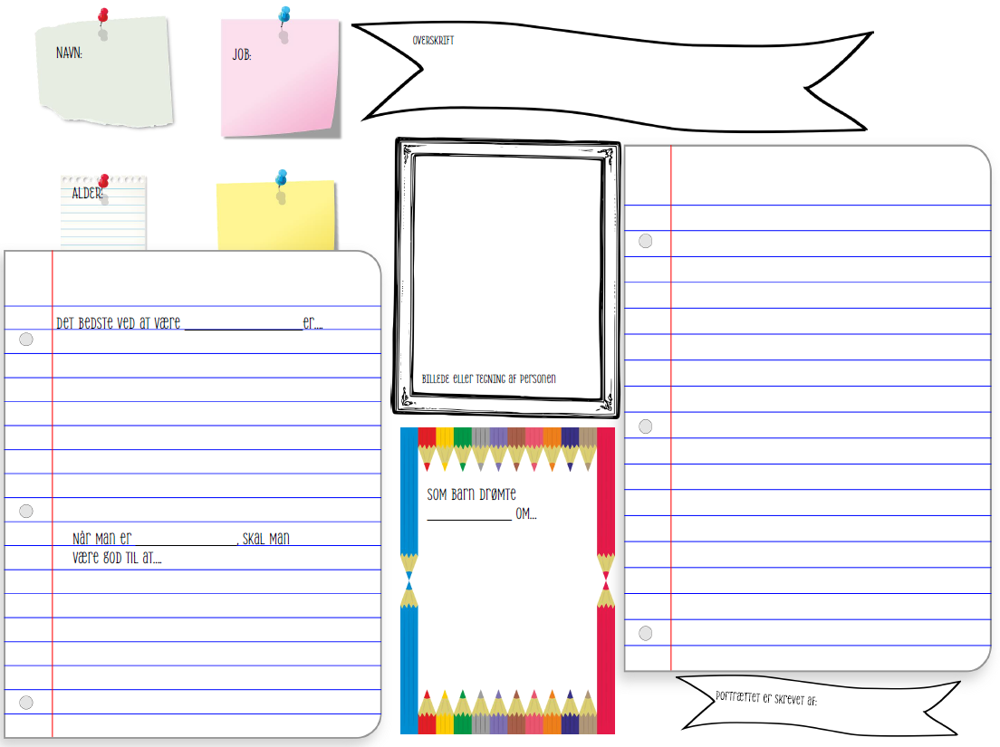 NAVN:
JOB:
OVERSKRIFT
ALDER:
DET BEDSTE VED AT VÆRE ____________________ER....
NÅR MAN ER __________________, SKAL MAN
VÆRE GOD TIL AT....
BILLEDE ELLER TEGNING AF PERSONEN
SOM BARN DRØMTE
_______________ OM...
PORTRÆTTET ER SKREVET AF: